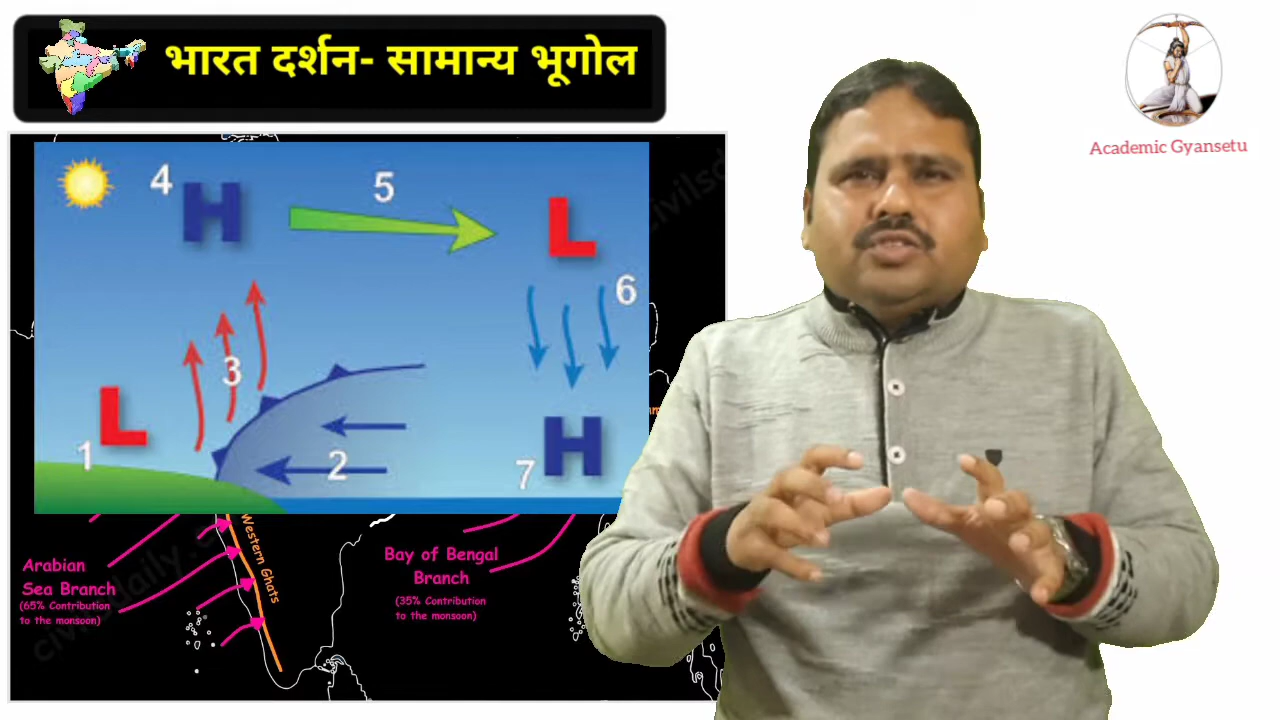 भारत दर्शन- सामान्य भूगोल
Academic Gyansetu
4
H
5
L
6
3
L
1
2
7
H
Western Ghats
Arabian
Sea Branch
(65% Contribution
to the monsoon)
Bay of Bengal
Branch
(35% Contribution
to the monsoon)